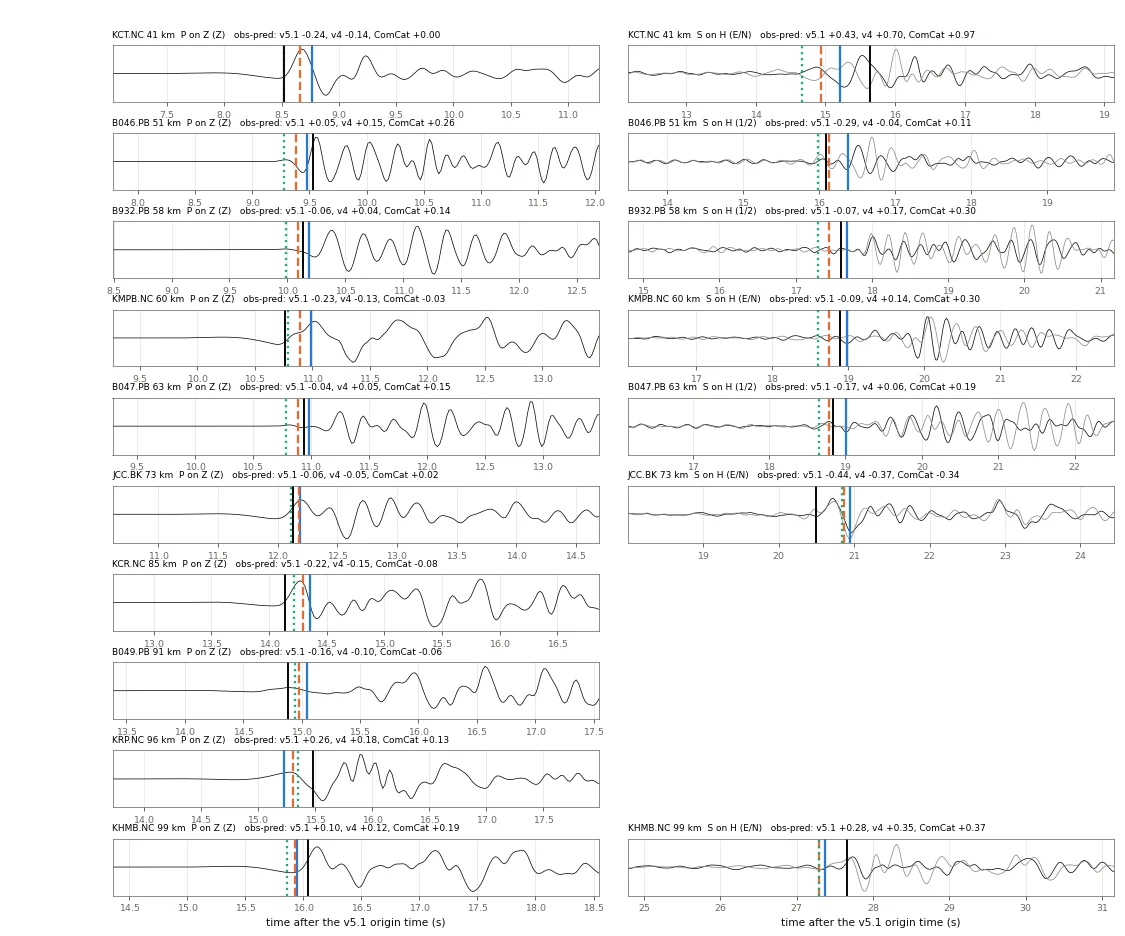 KCT.NC 41 km P on Z (Z) obs-pred: v5.1 -0.24, v4 -0.14, ComCat +0.00
7.5 8.0 8.5 9.0 9.5 10.0 10.5 11.0
KCT.NC 41 km S on H (E/N) obs-pred: v5.1 +0.43, v4 +0.70, ComCat +0.97
13 14 15 16 17 18 19
B046.PB 51 km P on Z (Z) obs-pred: v5.1 +0.05, v4 +0.15, ComCat +0.26
8.0 8.5 9.0 9.5 10.0 10.5 11.0 11.5 12.0
B046.PB 51 km S on H (1/2) obs-pred: v5.1 -0.29, v4 -0.04, ComCat +0.11
14 15 16 17 18 19
B932.PB 58 km P on Z (Z) obs-pred: v5.1 -0.06, v4 +0.04, ComCat +0.14
8.5 9.0 9.5 10.0 10.5 11.0 11.5 12.0 12.5
B932.PB 58 km S on H (1/2) obs-pred: v5.1 -0.07, v4 +0.17, ComCat +0.30
15 16 17 18 19 20 21
KMPB.NC 60 km P on Z (Z) obs-pred: v5.1 -0.23, v4 -0.13, ComCat -0.03
9.5 10.0 10.5 11.0 11.5 12.0 12.5 13.0
KMPB.NC 60 km S on H (E/N) obs-pred: v5.1 -0.09, v4 +0.14, ComCat +0.30
17 18 19 20 21 22
B047.PB 63 km P on Z (Z) obs-pred: v5.1 -0.04, v4 +0.05, ComCat +0.15
9.5 10.0 10.5 11.0 11.5 12.0 12.5 13.0
B047.PB 63 km S on H (1/2) obs-pred: v5.1 -0.17, v4 +0.06, ComCat +0.19
17 18 19 20 21 22
JCC.BK 73 km P on Z (Z) obs-pred: v5.1 -0.06, v4 -0.05, ComCat +0.02
11.0 11.5 12.0 12.5 13.0 13.5 14.0 14.5
JCC.BK 73 km S on H (E/N) obs-pred: v5.1 -0.44, v4 -0.37, ComCat -0.34
19 20 21 22 23 24
KCR.NC 85 km P on Z (Z) obs-pred: v5.1 -0.22, v4 -0.15, ComCat -0.08
13.0 13.5 14.0 14.5 15.0 15.5 16.0 16.5
B049.PB 91 km P on Z (Z) obs-pred: v5.1 -0.16, v4 -0.10, ComCat -0.06
13.5 14.0 14.5 15.0 15.5 16.0 16.5 17.0 17.5
KRP.NC 96 km P on Z (Z) obs-pred: v5.1 +0.26, v4 +0.18, ComCat +0.13
14.0 14.5 15.0 15.5 16.0 16.5 17.0 17.5
KHMB.NC 99 km P on Z (Z) obs-pred: v5.1 +0.10, v4 +0.12, ComCat +0.19
14.5 15.0 15.5 16.0 16.5 17.0 17.5 18.0 18.5
time after the v5.1 origin time (s)
KHMB.NC 99 km S on H (E/N) obs-pred: v5.1 +0.28, v4 +0.35, ComCat +0.37
25 26 27 28 29 30 31
time after the v5.1 origin time (s)